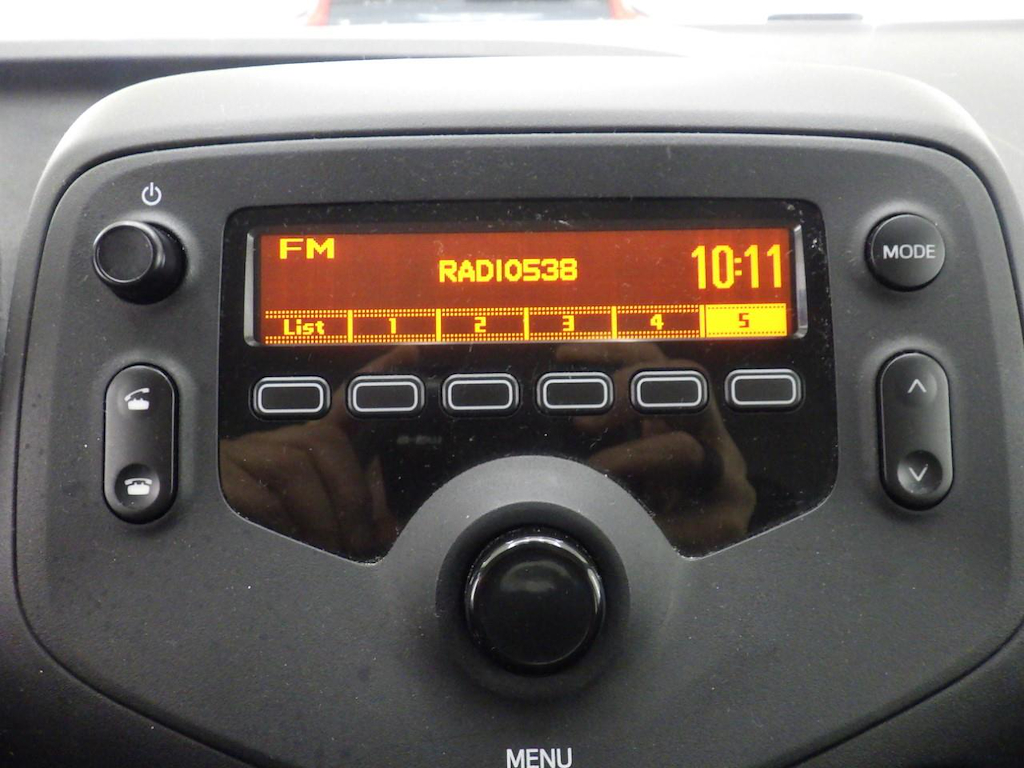 FM
RADIO538
10:11
List 1 2 3 4 5
MODE
MENU